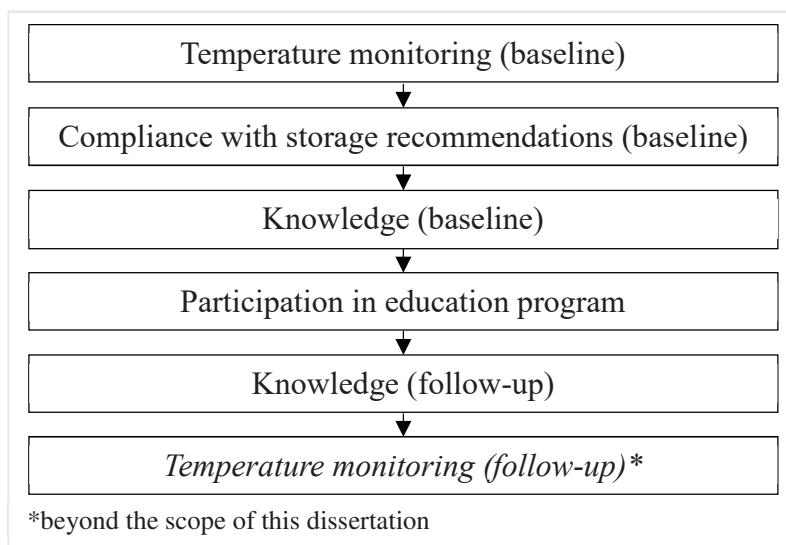 Temperature monitoring (baseline)
Compliance with storage recommendations (baseline)
Knowledge (baseline)
Participation in education program
Knowledge (follow-up)
Temperature monitoring (follow-up)*
*beyond the scope of this dissertation